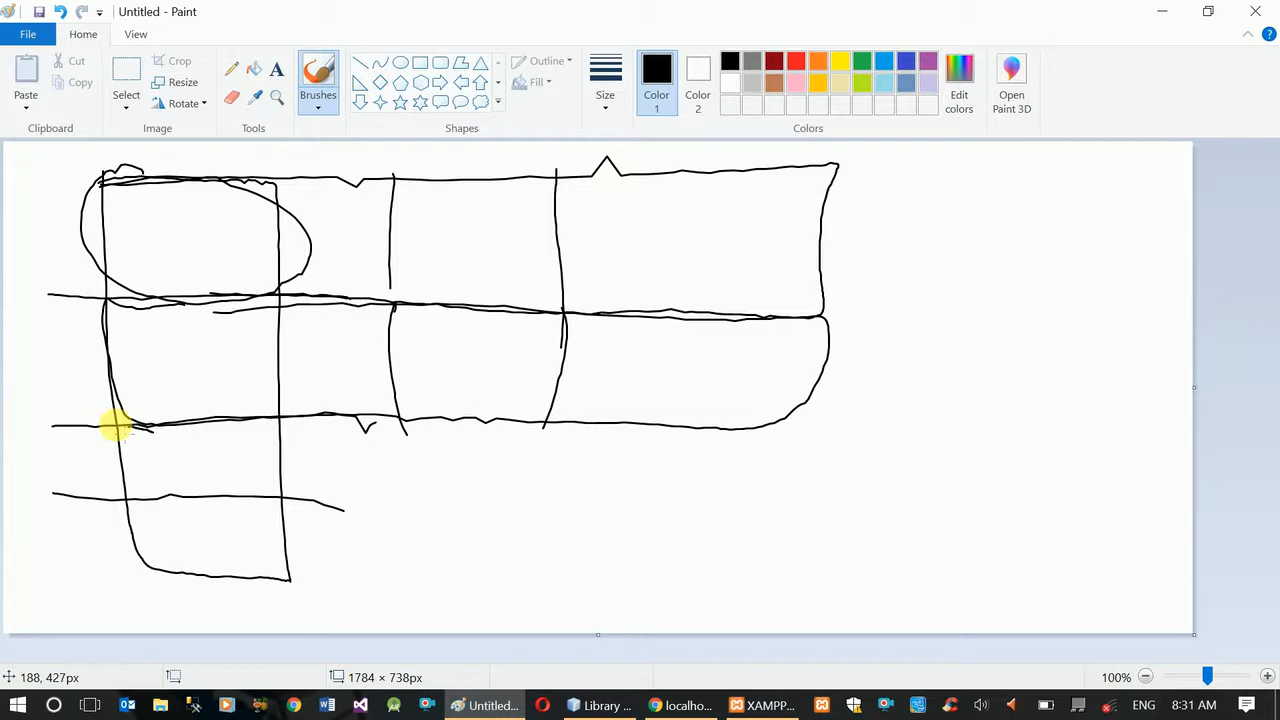 Untitled - Paint
File
Home
View
Paste
Cut
Copy
Clipboard
Select
Crop
Resize
Rotate
Image
A
Tools
Brushes
Outline
Fill
Shapes
Size
Color
1
Color
2
Edit
colors
Open
Paint 3D
Colors
188, 427px
1784 × 738px
100%
Untitled...
Library ...
localho...
XAMPP...
ENG
8:31 AM